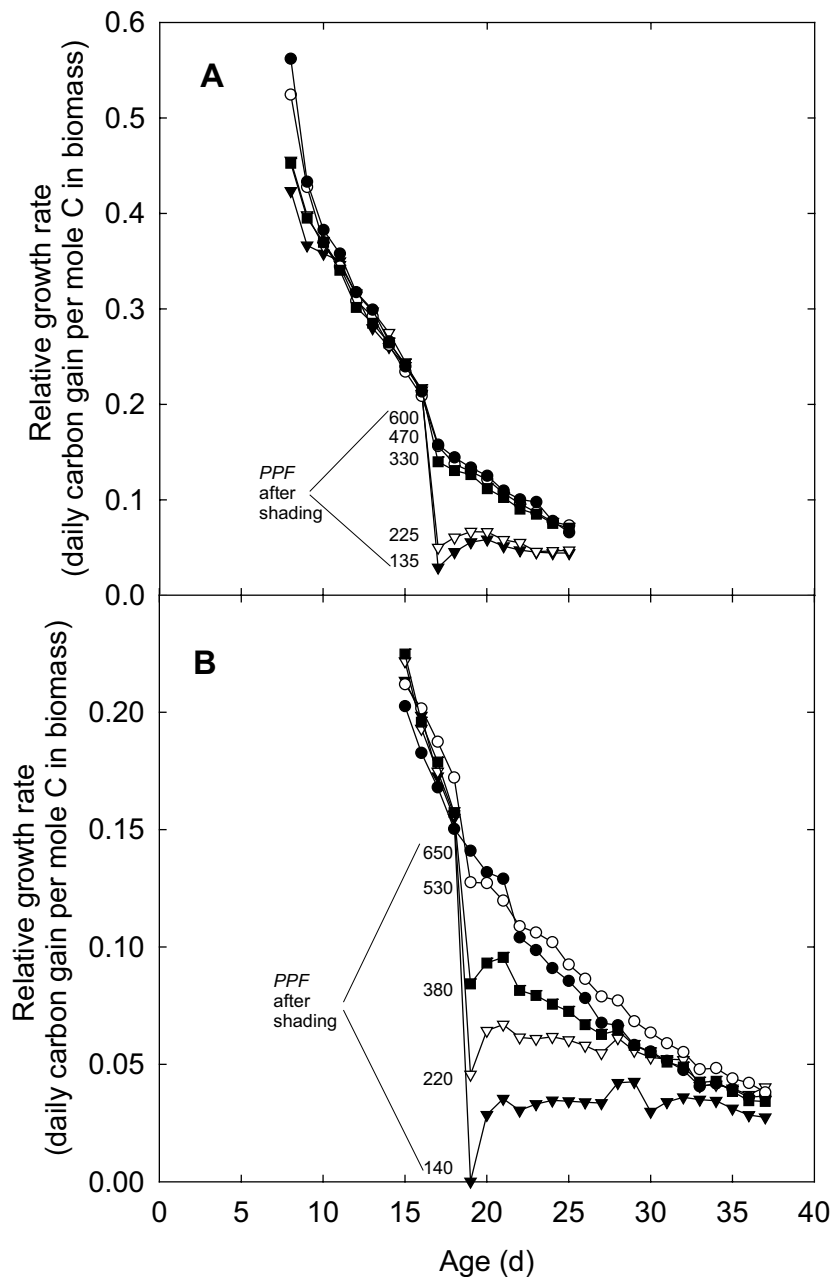 0.6
A
0.5
0.4
0.3
0.2
0.1
0.0
Relative growth rate
(daily carbon gain per mole C in biomass)
600
470
330
PPF
after
shading
225
135
B
0.20
0.15
0.10
0.05
0.00
Relative growth rate
(daily carbon gain per mole C in biomass)
650
530
380
PPF
after
shading
220
140
0 5 10 15 20 25 30 35 40
Age (d)